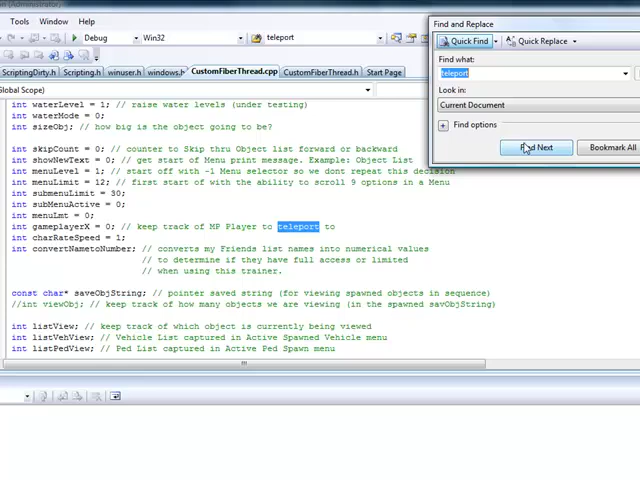 (Administrator)
Tools Window Help
Debug Win32 teleport
ScriptingDirty.h Scripting.h winuser.h windows.h CustomFiberThread.cpp CustomFiberThread.h Start Page
Global Scope)
int waterLevel = 1; // raise water levels (under testing)
int waterMode = 0;
int sizeObj; // how big is the object going to be?
int skipCount = 0; // counter to Skip thru Object list forward or backward
int showNewText = 0; // get start of Menu print message. Example: Object List
int menuLevel = 1; // start off with -1 Menu selector so we dont repeat this decision
int menuLimit = 12; // first start of with the ability to scroll 9 options in a Menu
int submenuLimit = 30;
int subMenuActive = 0;
int menuLmt = 0;
int gameplayerX = 0; // keep track of MP Player to teleport to
int charRateSpeed = 1;
int convertNametoNumber; // converts my Friends list names into numerical values
// to determine if they have full access or limited
// when using this trainer.
const char* saveObjString; // pointer saved string (for viewing spawned objects in sequence)
//int viewObj; // keep track of how many objects we are viewing (in the spawned savObjString)
int listView; // keep track of which object is currently being viewed
int listVehView; // Vehicle List captured in Active Spawned Vehicle menu
int listPedView; // Ped List captured in Active Ped Spawn menu
Find and Replace
Quick Find Quick Replace
Find what:
teleport
Look in:
Current Document
Find options
Find Next Bookmark All